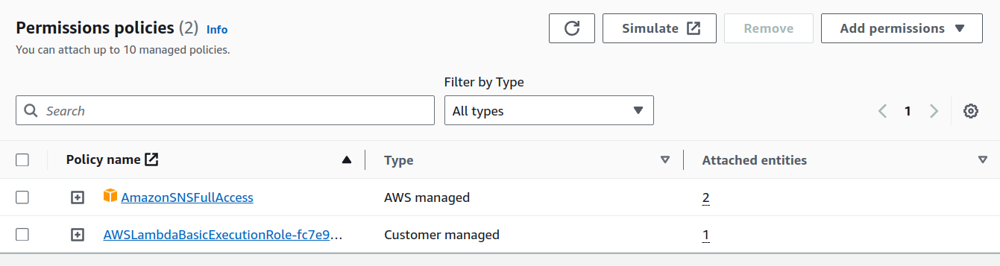 Permissions policies (2) Info
You can attach up to 10 managed policies.
Simulate
Remove
Add permissions
Filter by Type
Search
All types
1
Policy name Type Attached entities
AmazonSNSFullAccess AWS managed 2
AWSLambdaBasicExecutionRole-fc7e9… Customer managed 1